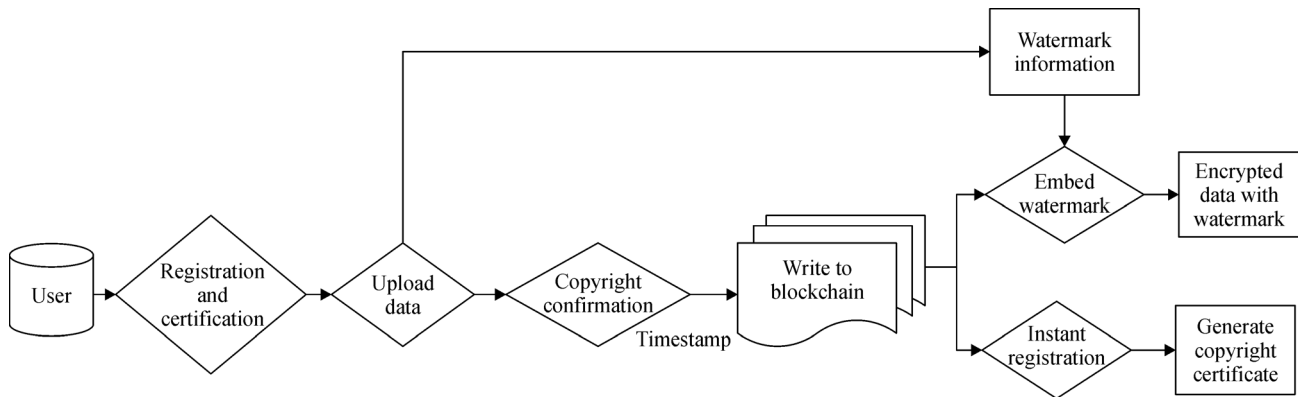 Watermark
information
Embed
watermark
Encrypted
data with
watermark
User
Registration
and
certification
Upload
data
Copyright
confirmation
Timestamp
Write to
blockchain
Instant
registration
Generate
copyright
certificate